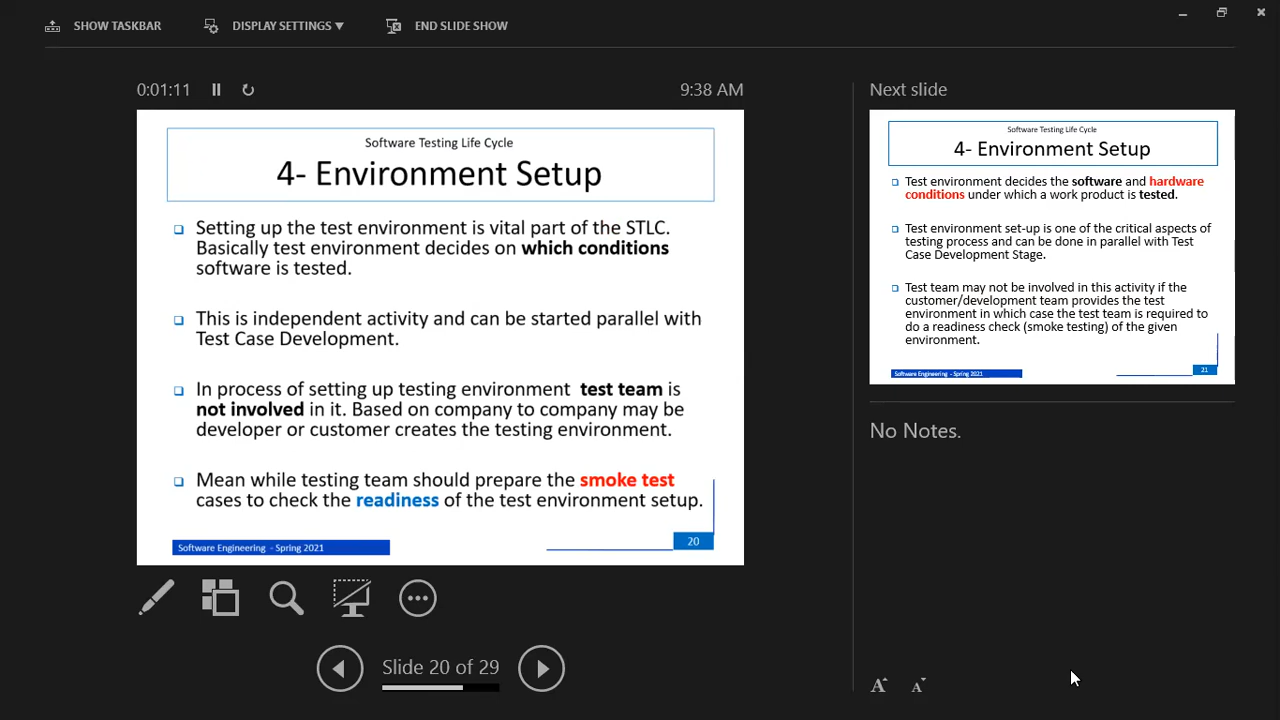 SHOW TASKBAR DISPLAY SETTINGS ▼ END SLIDE SHOW
0:01:11 9:38 AM
Software Testing Life Cycle
4- Environment Setup
Setting up the test environment is vital part of the STLC.
Basically test environment decides on which conditions
software is tested.
This is independent activity and can be started parallel with
Test Case Development.
In process of setting up testing environment test team is
not involved in it. Based on company to company may be
developer or customer creates the testing environment.
Mean while testing team should prepare the smoke test
cases to check the readiness of the test environment setup.
Software Engineering - Spring 2021
20
Slide 20 of 29
Next slide
Software Testing Life Cycle
4- Environment Setup
Test environment decides the software and hardware
conditions under which a work product is tested.
Test environment set-up is one of the critical aspects of
testing process and can be done in parallel with Test
Case Development Stage.
Test team may not be involved in this activity if the
customer/development team provides the test
environment in which case the test team is required to
do a readiness check (smoke testing) of the given
environment.
Software Engineering - Spring 2021
21
No Notes.
A A